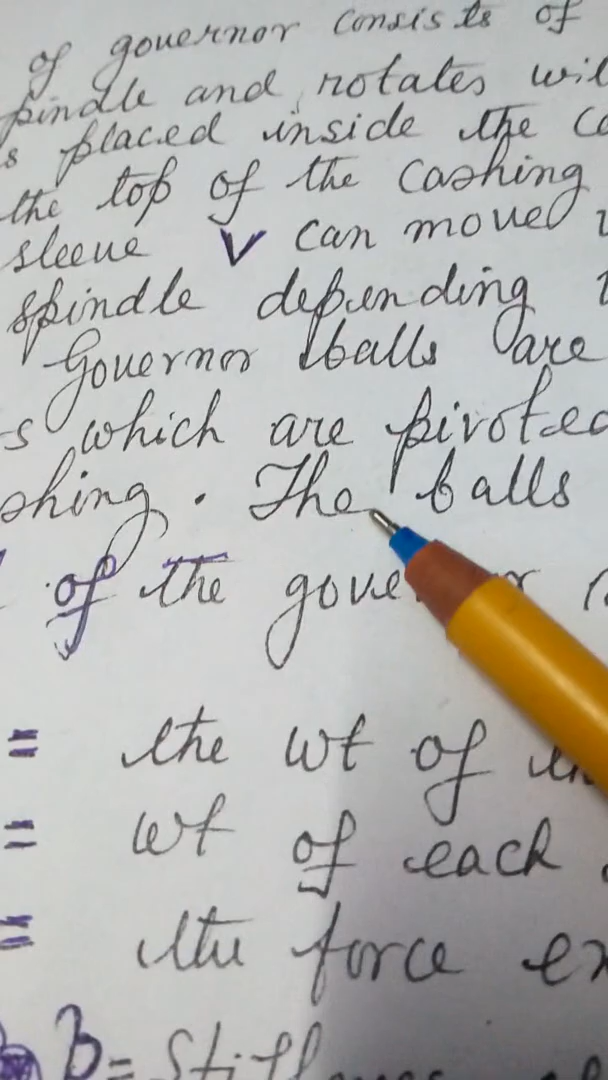 of governor consists of
pindle and rotates wi
s placed inside the
the top of the cashing
sleeve V can move
spindle depending
Governor balls are
s which are pivoted
shing. The balls
of the gove r
= the wt of
= wt of each
= the force ex
B =